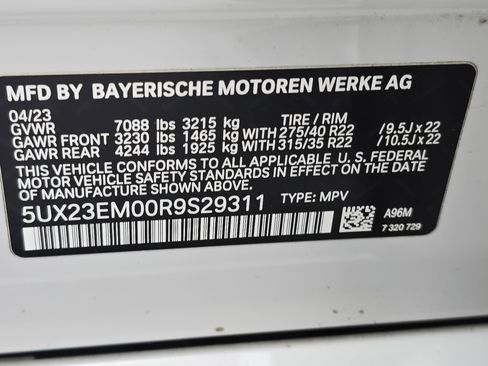 MFD BY BAYERISCHE MOTOREN WERKE AG
04/23
GVWR 7088 lbs 3215 kg TIRE / RIM
GAWR FRONT 3230 lbs 1465 kg WITH 275/40 R22 / 9.5J x 22
GAWR REAR 4244 lbs 1925 kg WITH 315/35 R22 / 10.5J x 22
THIS VEHICLE CONFORMS TO ALL APPLICABLE U. S. FEDERAL
MOTOR VEHICLE SAFETY STANDARDS IN EFFECT ON THE DATE
OF MANUFACTURE SHOWN ABOVE.
5UX23EM00R9S29311 TYPE: MPV
A96M
7 320 729